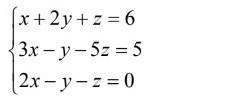 x + 2y + z = 6
3x − y − 5z = 5
2x − y − z = 0